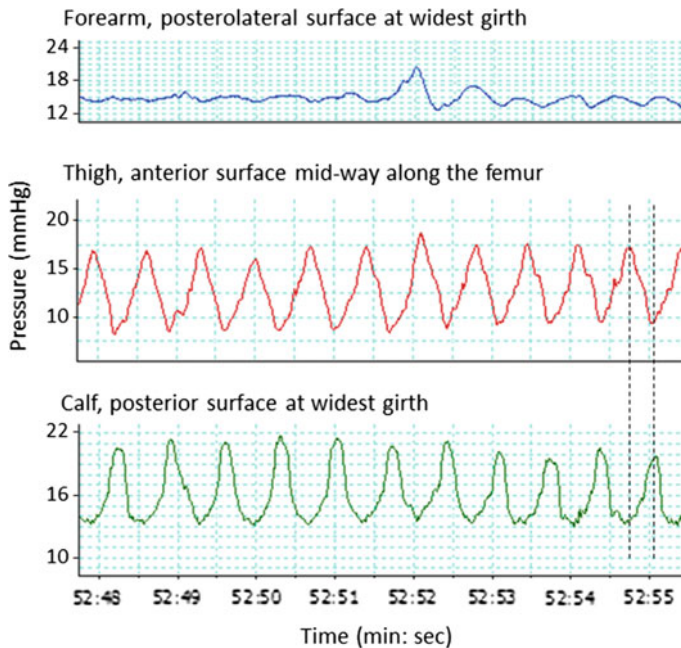 Forearm, posterolateral surface at widest girth
24
18
12
Thigh, anterior surface mid-way along the femur
20
15
10
Pressure (mmHg)
Calf, posterior surface at widest girth
22
16
10
52:48 52:49 52:50 52:51 52:52 52:53 52:54 52:55
Time (min: sec)